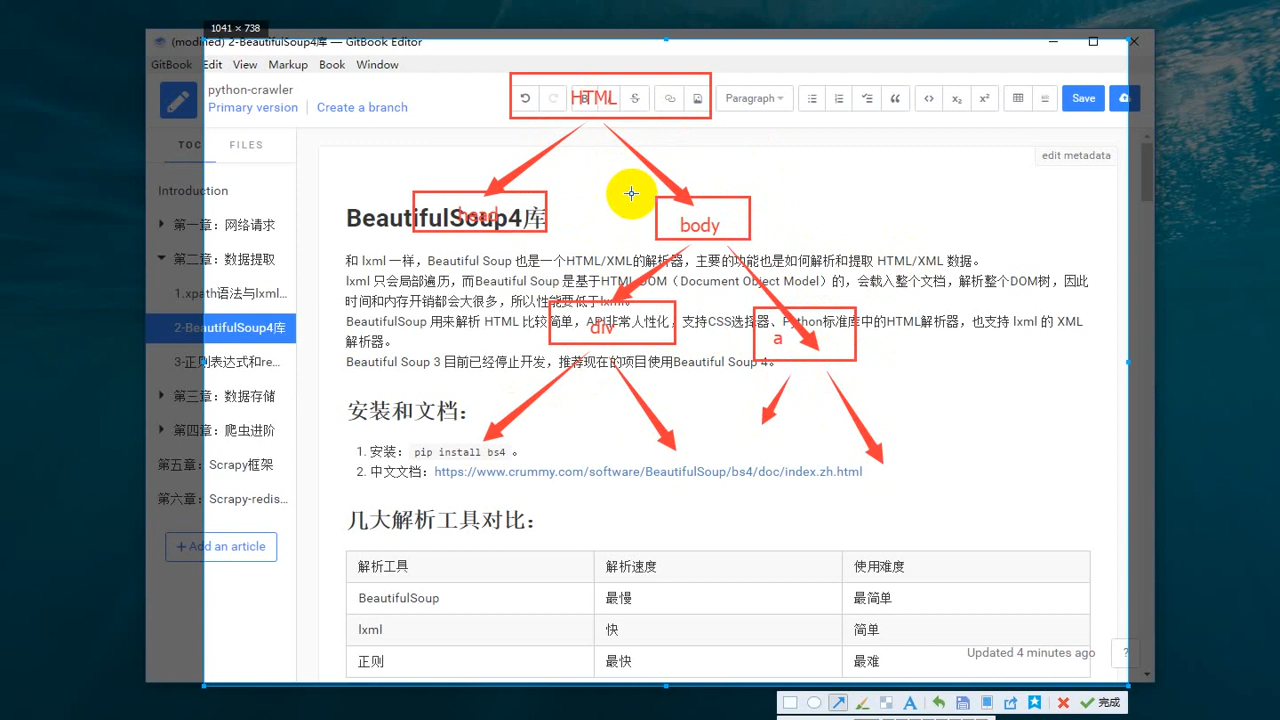 1041 × 738
(modified) 2-BeautifulSoup4库 — GitBook Editor
GitBook Edit View Markup Book Window
python-crawler
Primary version Create a branch
HTML
Paragraph
Save
TOC FILES
edit metadata
Introduction
第一章：网络请求
第二章：数据提取
1.xpath语法与lxml...
2-BeautifulSoup4库
3-正则表达式和re...
第三章：数据存储
第四章：爬虫进阶
第五章：Scrapy框架
第六章：Scrapy-redis...
Add an article
BeautifulSoup4库
head
body
和 lxml 一样，Beautiful Soup 也是一个HTML/XML的解析器，主要的功能也是如何解析和提取 HTML/XML 数据。
lxml 只会局部遍历，而Beautiful Soup 是基于HTML DOM（Document Object Model）的，会载入整个文档，解析整个DOM树，因此
时间和内存开销都会大很多，所以性能要低于lxml。
BeautifulSoup 用来解析 HTML 比较简单，API非常人性化，支持CSS选择器、Python标准库中的HTML解析器，也支持 lxml 的 XML
解析器。
div
a
Beautiful Soup 3 目前已经停止开发，推荐现在的项目使用Beautiful Soup 4。
安装和文档：
1. 安装： pip install bs4 。
2. 中文文档：https://www.crummy.com/software/BeautifulSoup/bs4/doc/index.zh.html
几大解析工具对比：
解析工具 解析速度 使用难度
BeautifulSoup 最慢 最简单
lxml 快 简单
正则 最快 最难
Updated 4 minutes ago
?
完成